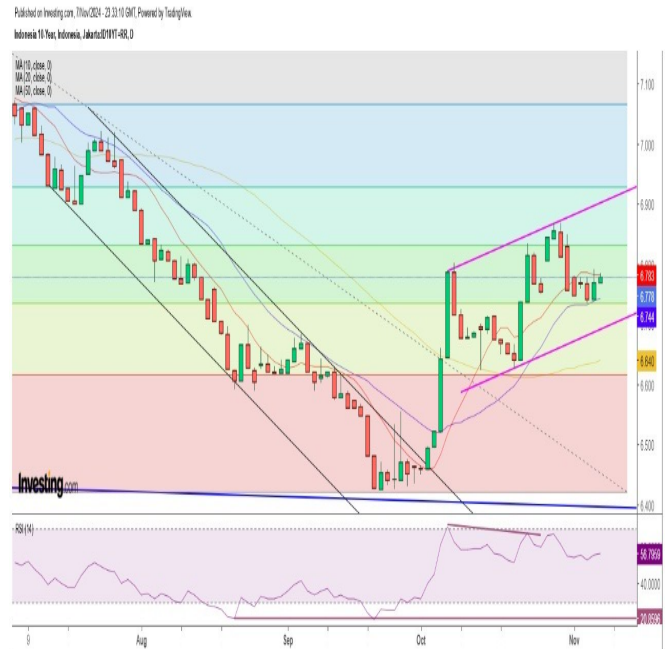 Published on Investing.com, 7/Nov/2024 - 23:33:10 GMT, Powered by TradingView.
Indonesia 10-Year, Indonesia, Jakarta:ID10YT=RR, D
MA (10, close, 0)
MA (20, close, 0)
MA (50, close, 0)
7.100
7.000
6.900
6.783
6.778
6.744
6.640
6.600
6.500
6.400
Investing.com
RSI (14)
40.0000
Aug
Sep
Oct
Nov